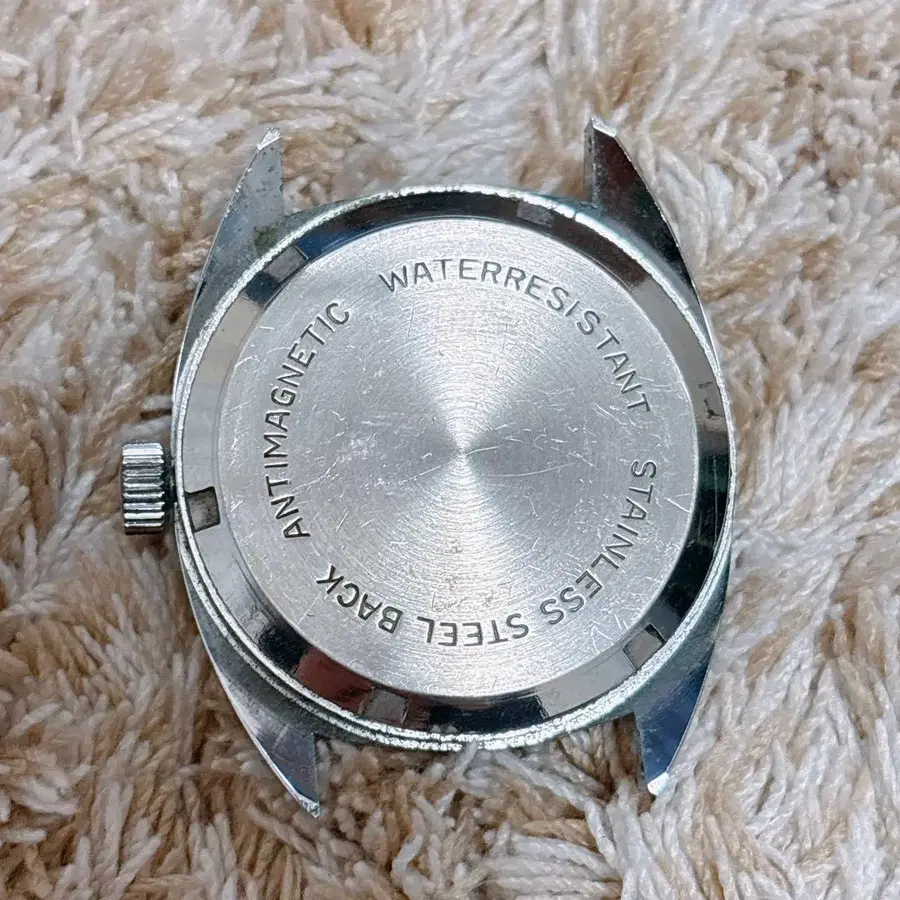 ANTIMAGNETIC
WATERRESISTANT
STAINLESS STEEL BACK